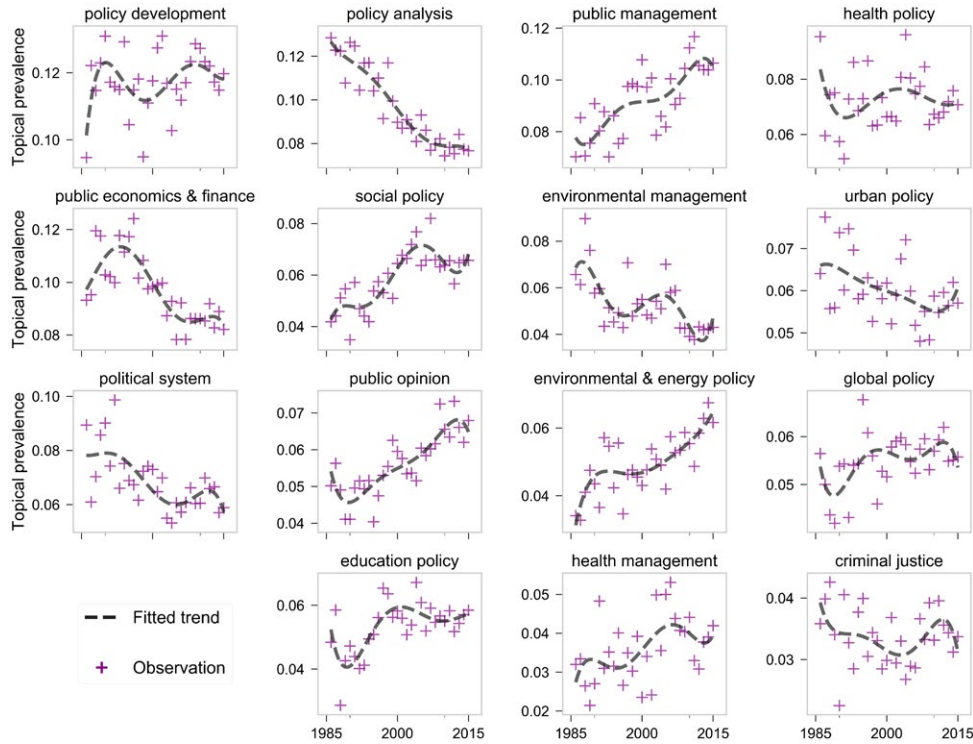 policy development
policy analysis
public management
health policy
Topical prevalence
0.12
0.10
0.12
0.10
0.08
0.10
0.08
0.08
0.06
public economics & finance
social policy
environmental management
urban policy
Topical prevalence
0.12
0.10
0.08
0.08
0.06
0.04
0.08
0.06
0.04
0.07
0.06
0.05
political system
public opinion
environmental & energy policy
global policy
Topical prevalence
0.10
0.08
0.06
0.07
0.06
0.05
0.04
0.06
0.04
0.06
0.05
education policy
health management
criminal justice
Fitted trend
Observation
0.06
0.04
0.05
0.04
0.03
0.02
0.04
0.03
1985 2000 2015
1985 2000 2015
1985 2000 2015